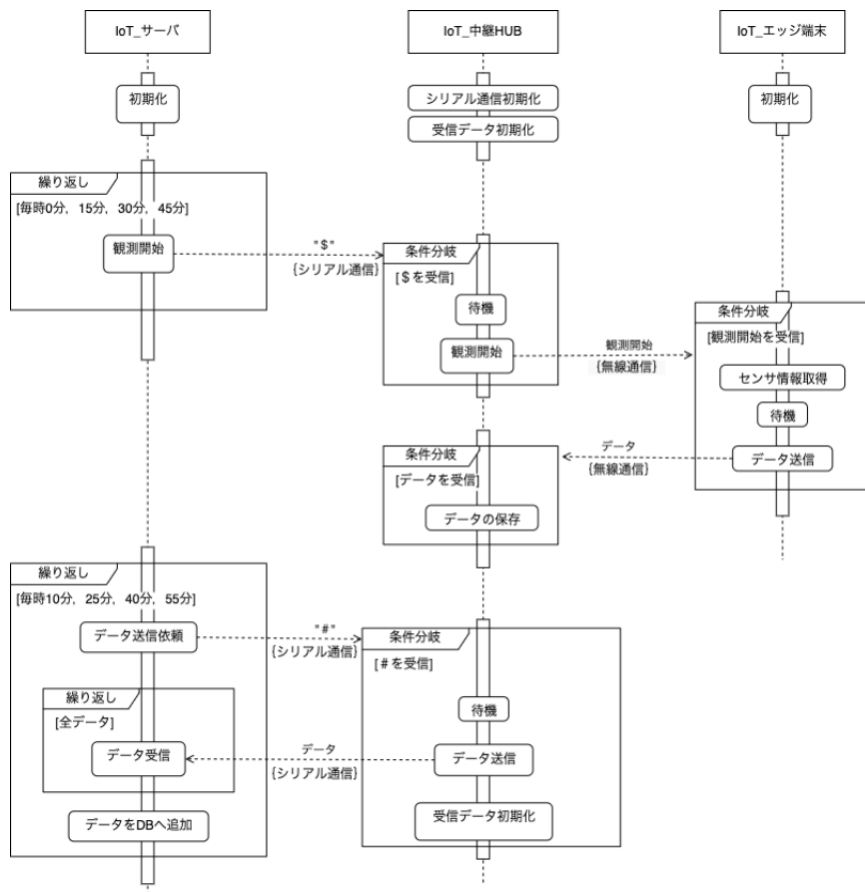 IoT_サーバ
IoT_中継HUB
IoT_エッジ端末
初期化
シリアル通信初期化
受信データ初期化
初期化
繰り返し
[毎時0分，15分，30分，45分]
観測開始
"$"
{シリアル通信}
条件分岐
[＄を受信]
待機
観測開始
観測開始
{無線通信}
条件分岐
[観測開始を受信]
センサ情報取得
待機
データ送信
データ
{無線通信}
条件分岐
[データを受信]
データの保存
繰り返し
[毎時10分，25分，40分，55分]
データ送信依頼
"#"
{シリアル通信}
条件分岐
[＃を受信]
待機
繰り返し
[全データ]
データ受信
データ
{シリアル通信}
データ送信
データをDBへ追加
受信データ初期化